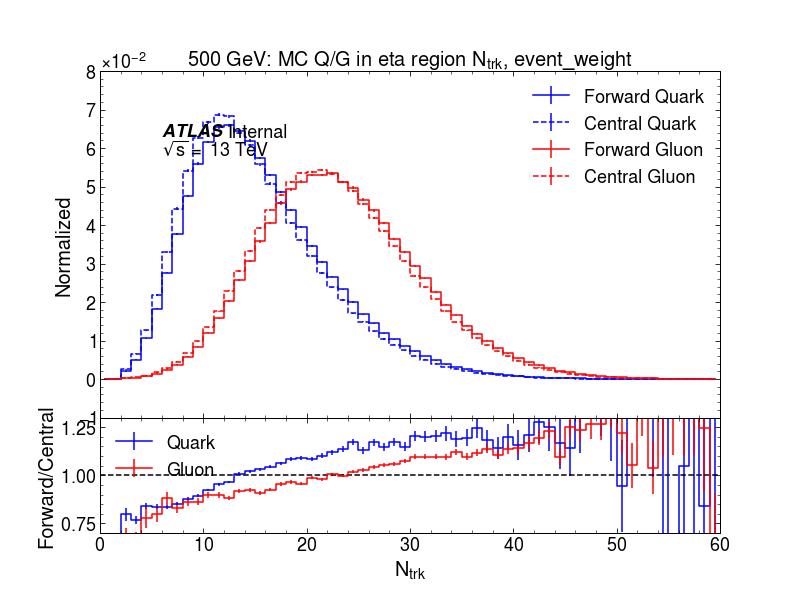 ×10⁻²
500 GeV: MC Q/G in eta region Nₜᵣₖ, event_weight
8
7
6
5
4
3
2
1
0
1
Normalized
ATLAS Internal
√s = 13 TeV
Forward Quark
Central Quark
Forward Gluon
Central Gluon
1.25
1.00
0.75
Forward/Central
Quark
Gluon
0 10 20 30 40 50 60
Nₜᵣₖ